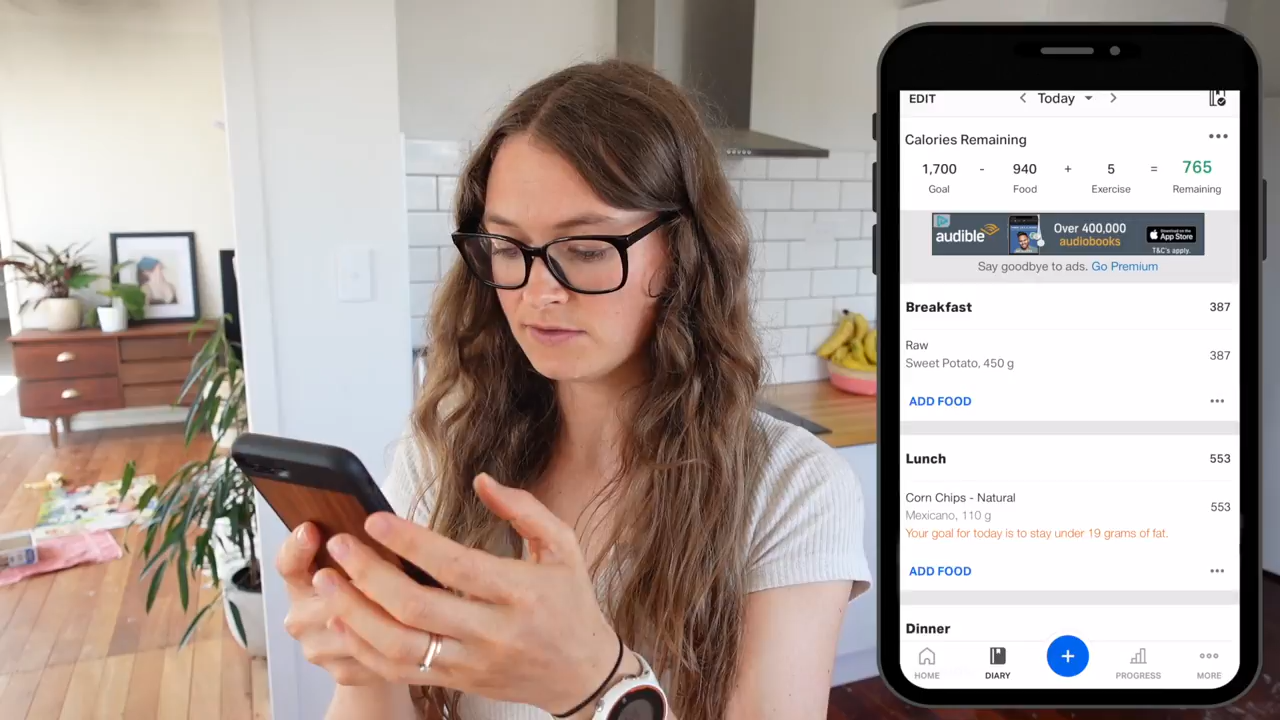 EDIT
Today
Calories Remaining
1,700 - 940 + 5 = 765
Goal Food Exercise Remaining
audible
Over 400,000
audiobooks
Download on the
App Store
T&C's apply.
Say goodbye to ads. Go Premium
Breakfast 387
Raw
Sweet Potato, 450 g
387
ADD FOOD
Lunch 553
Corn Chips - Natural
Mexicano, 110 g
553
Your goal for today is to stay under 19 grams of fat.
ADD FOOD
Dinner
HOME DIARY PROGRESS MORE